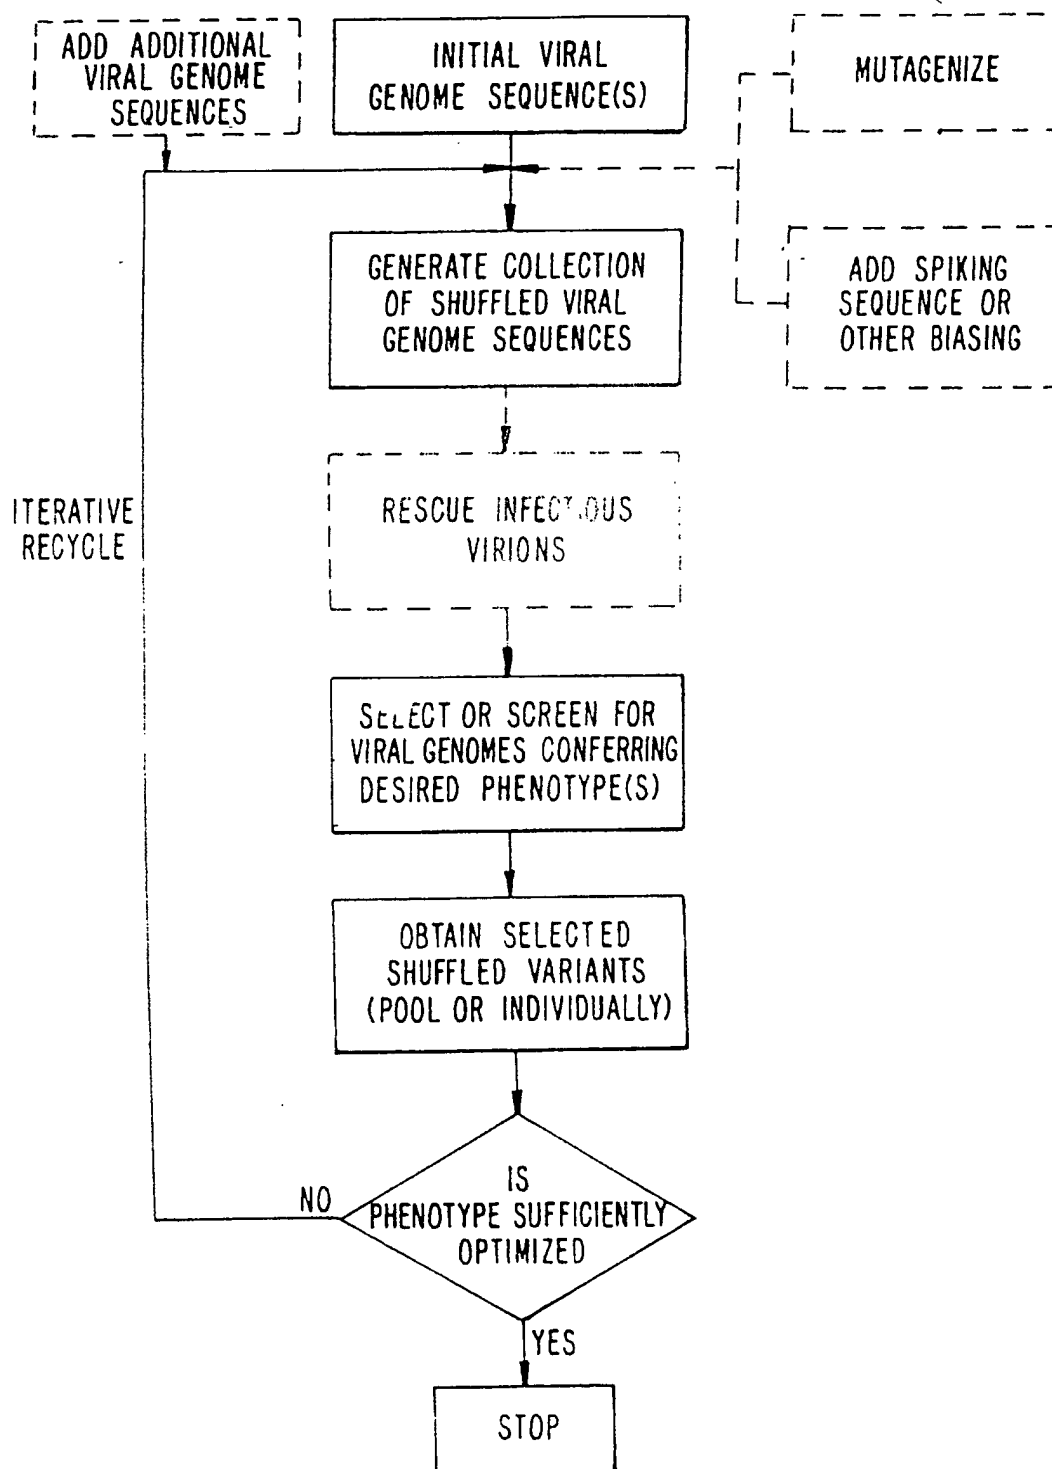 ADD ADDITIONAL
VIRAL GENOME
SEQUENCES
INITIAL VIRAL
GENOME SEQUENCE(S)
MUTAGENIZE
GENERATE COLLECTION
OF SHUFFLED VIRAL
GENOME SEQUENCES
ADD SPIKING
SEQUENCE OR
OTHER BIASING
RESCUE INFECTIOUS
VIRIONS
ITERATIVE
RECYCLE
SELECT OR SCREEN FOR
VIRAL GENOMES CONFERRING
DESIRED PHENOTYPE(S)
OBTAIN SELECTED
SHUFFLED VARIANTS
(POOL OR INDIVIDUALLY)
IS
PHENOTYPE SUFFICIENTLY
OPTIMIZED
NO
YES
STOP